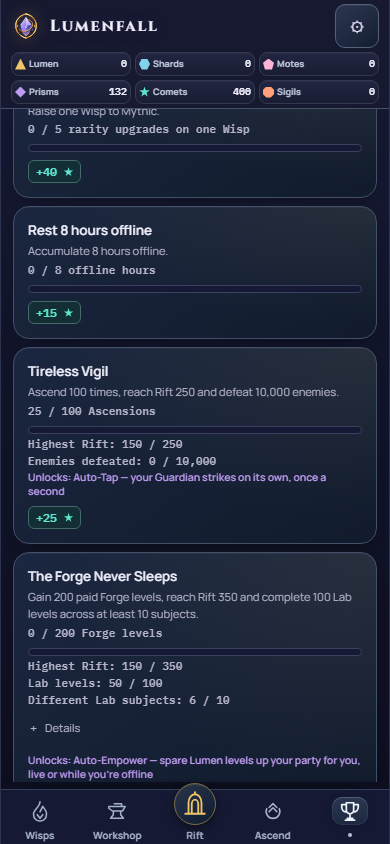 LUMENFALL
Lumen 0
Shards 0
Motes 0
Prisms 132
Comets 400
Sigils 0
Raise one Wisp to Mythic.
0 / 5 rarity upgrades on one Wisp
+40 ★
Rest 8 hours offline
Accumulate 8 hours offline.
0 / 8 offline hours
+15 ★
Tireless Vigil
Ascend 100 times, reach Rift 250 and defeat 10,000 enemies.
25 / 100 Ascensions
Highest Rift: 150 / 250
Enemies defeated: 0 / 10,000
Unlocks: Auto-Tap — your Guardian strikes on its own, once a
second
+25 ★
The Forge Never Sleeps
Gain 200 paid Forge levels, reach Rift 350 and complete 100 Lab
levels across at least 10 subjects.
0 / 200 Forge levels
Highest Rift: 150 / 350
Lab levels: 50 / 100
Different Lab subjects: 6 / 10
+ Details
Unlocks: Auto-Empower — spare Lumen levels up your party for you,
live or while you're offline
Wisps
Workshop
Rift
Ascend